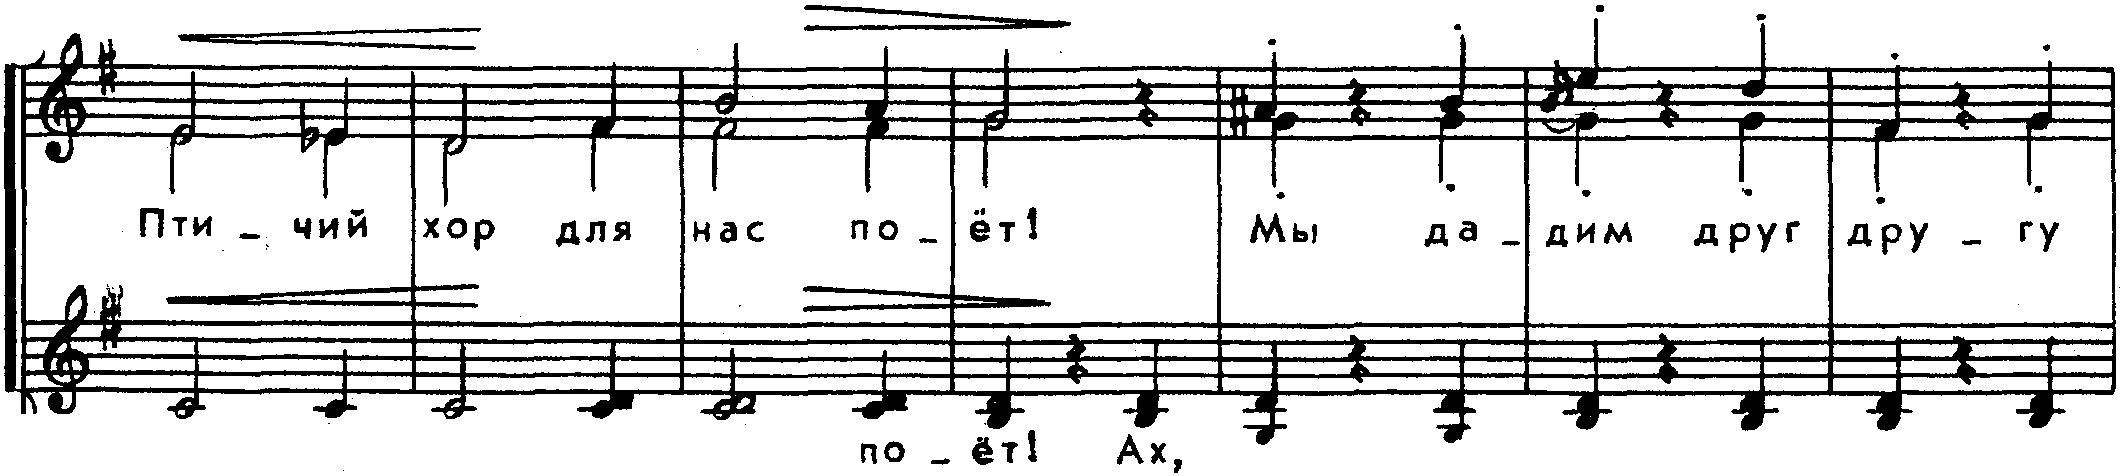 Пти - чий хор для нас по - ёт! Мы да - дим друг дру - гу
по - ёт! Ах,